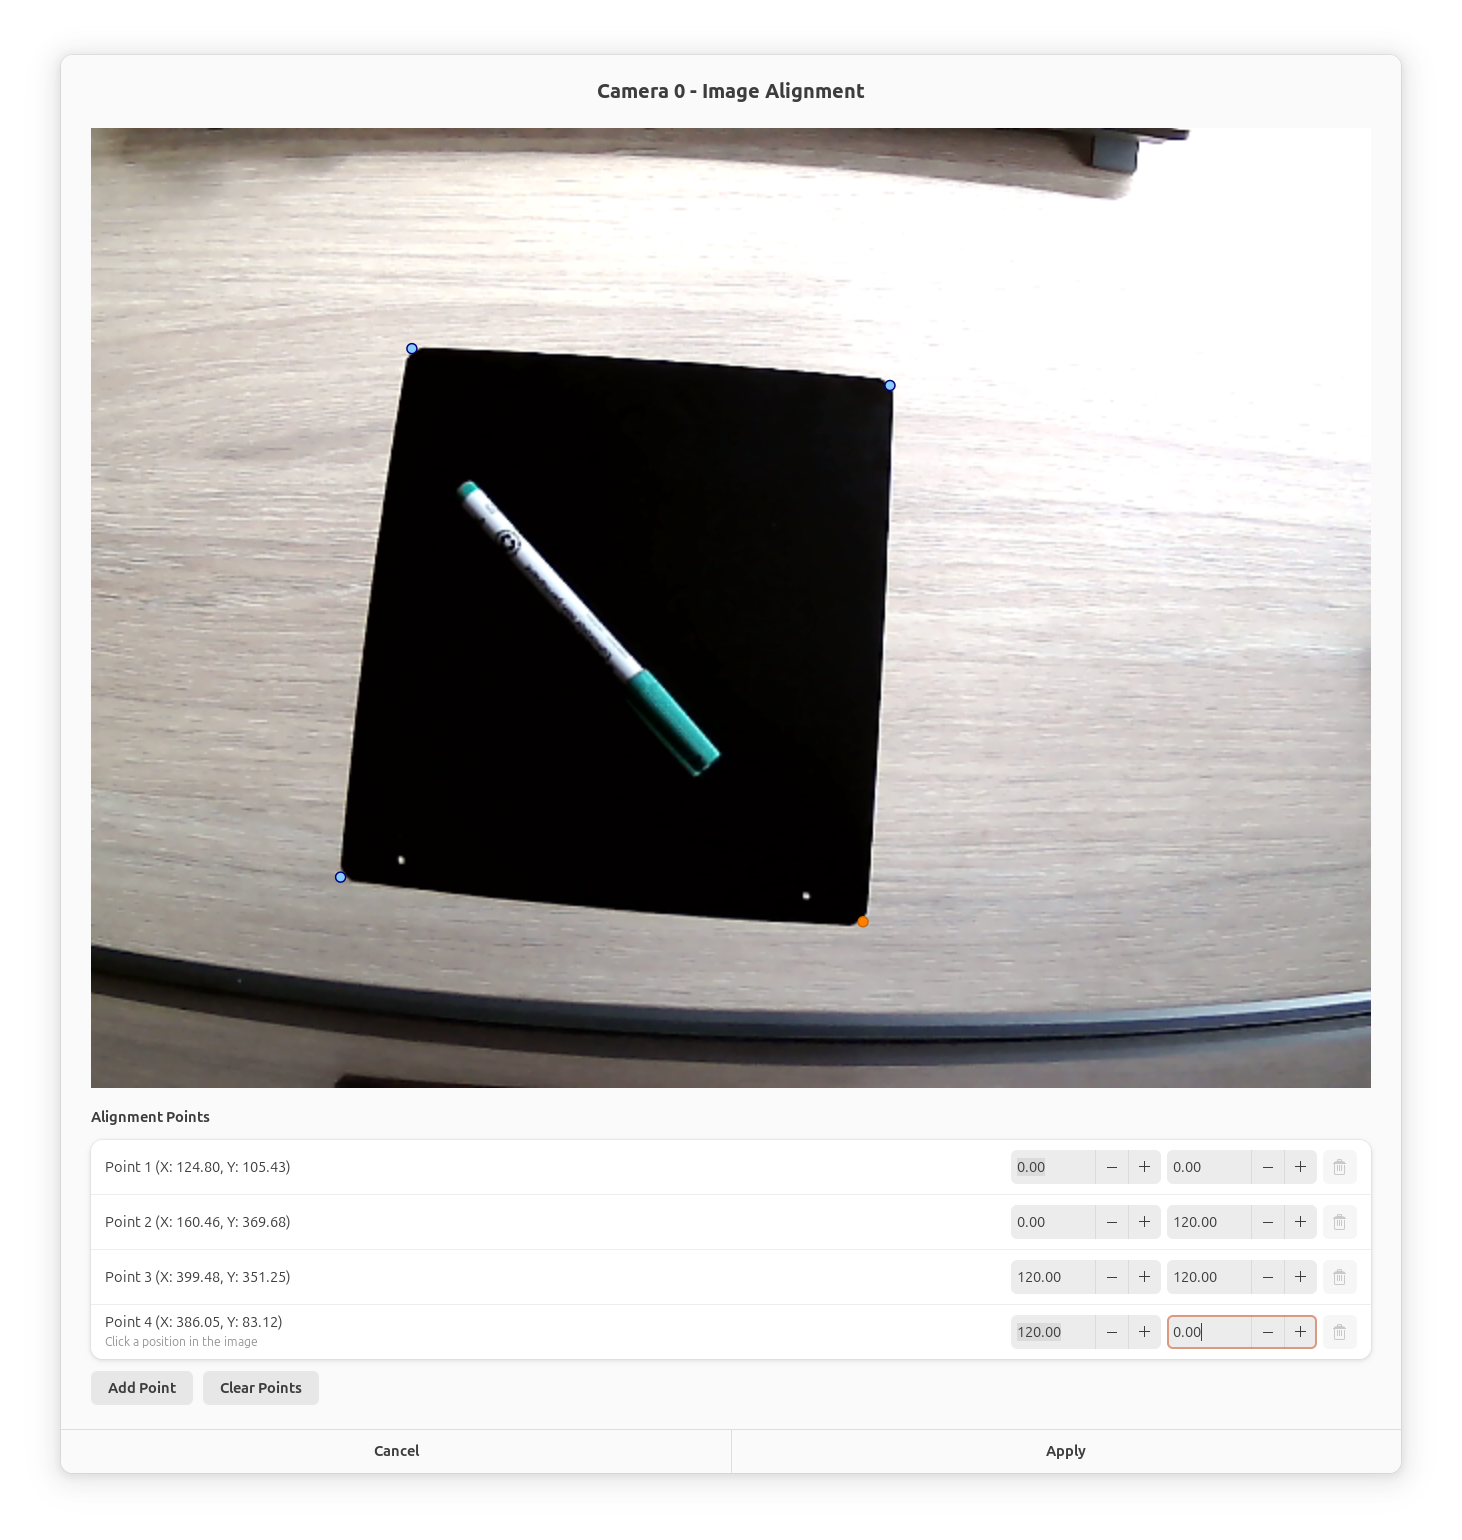 Camera 0 - Image Alignment
Alignment Points
Point 1 (X: 124.80, Y: 105.43) 0.00 0.00
Point 2 (X: 160.46, Y: 369.68) 0.00 120.00
Point 3 (X: 399.48, Y: 351.25) 120.00 120.00
Point 4 (X: 386.05, Y: 83.12) 120.00 0.00
Click a position in the image
Add Point Clear Points
Cancel Apply